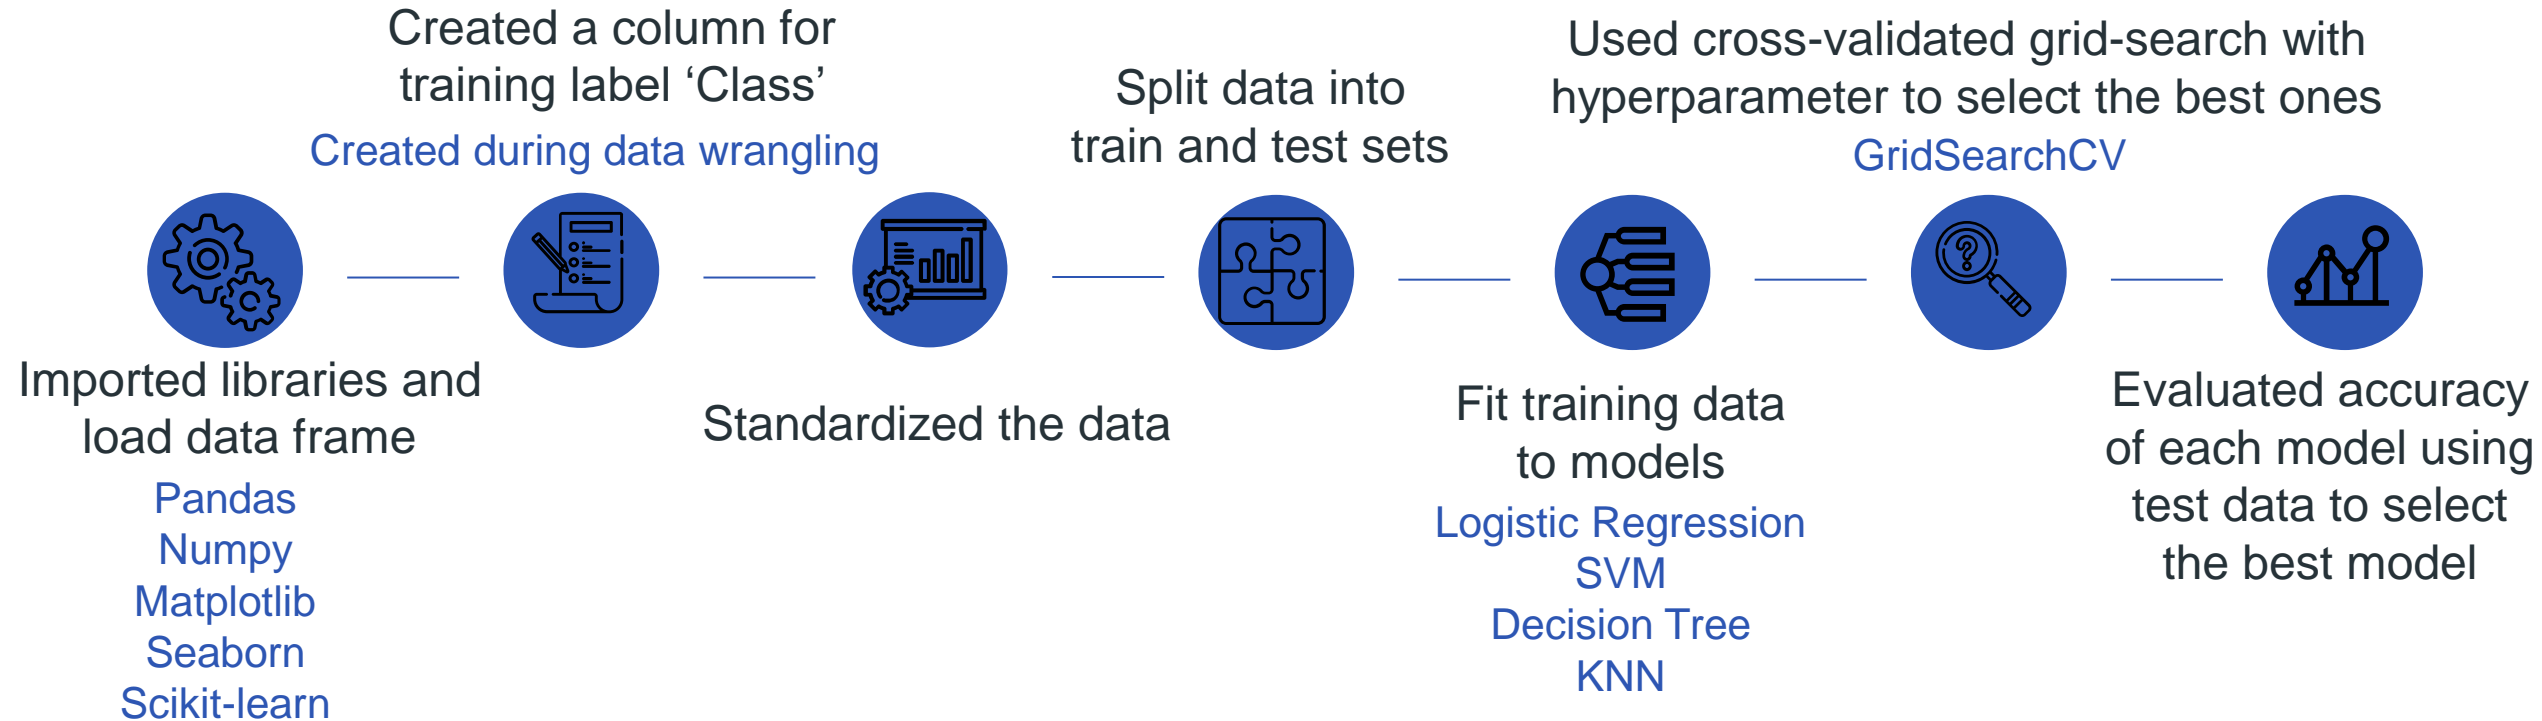 Imported libraries and
load data frame
Pandas
Numpy
Matplotlib
Seaborn
Scikit-learn
Created a column for
training label ‘Class’
Created during data wrangling
Standardized the data
Split data into
train and test sets
Fit training data
to models
Logistic Regression
SVM
Decision Tree
KNN
Used cross-validated grid-search with
hyperparameter to select the best ones
GridSearchCV
Evaluated accuracy
of each model using
test data to select
the best model